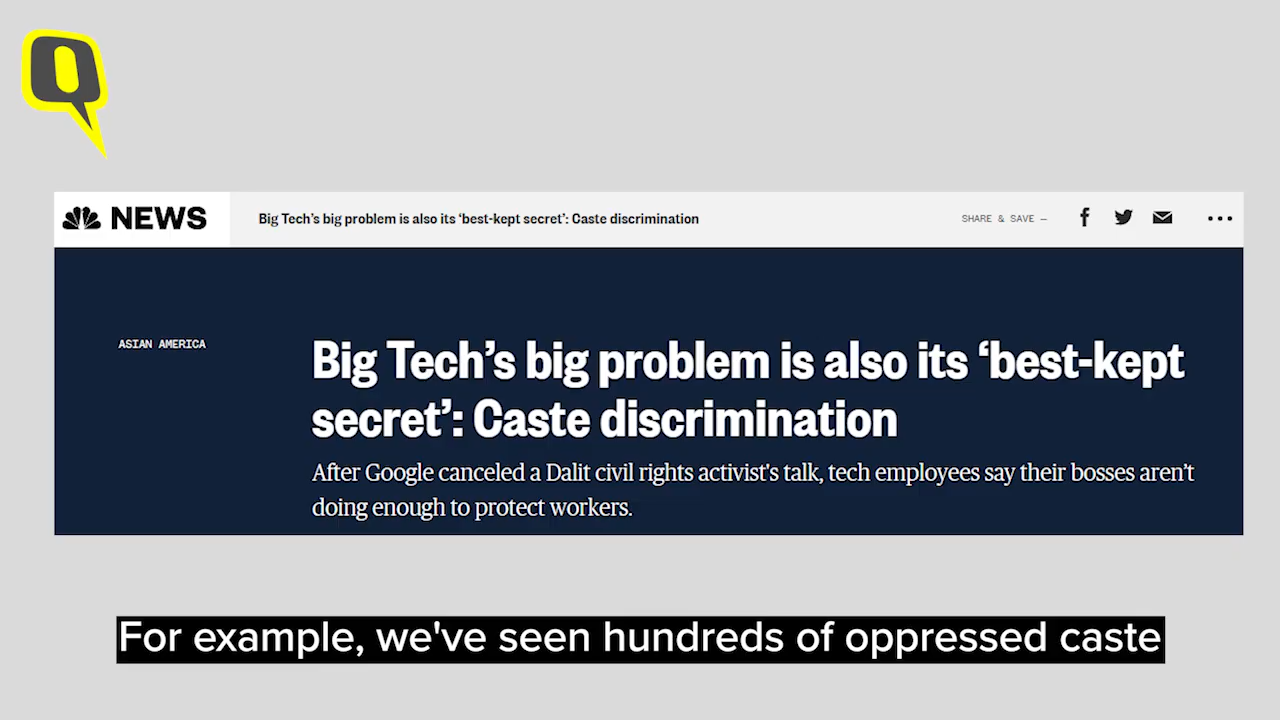 Q
NEWS
Big Tech's big problem is also its ‘best-kept secret’: Caste discrimination
SHARE & SAVE —
ASIAN AMERICA
Big Tech’s big problem is also its ‘best-kept
secret’: Caste discrimination
After Google canceled a Dalit civil rights activist's talk, tech employees say their bosses aren’t
doing enough to protect workers.
For example, we've seen hundreds of oppressed caste